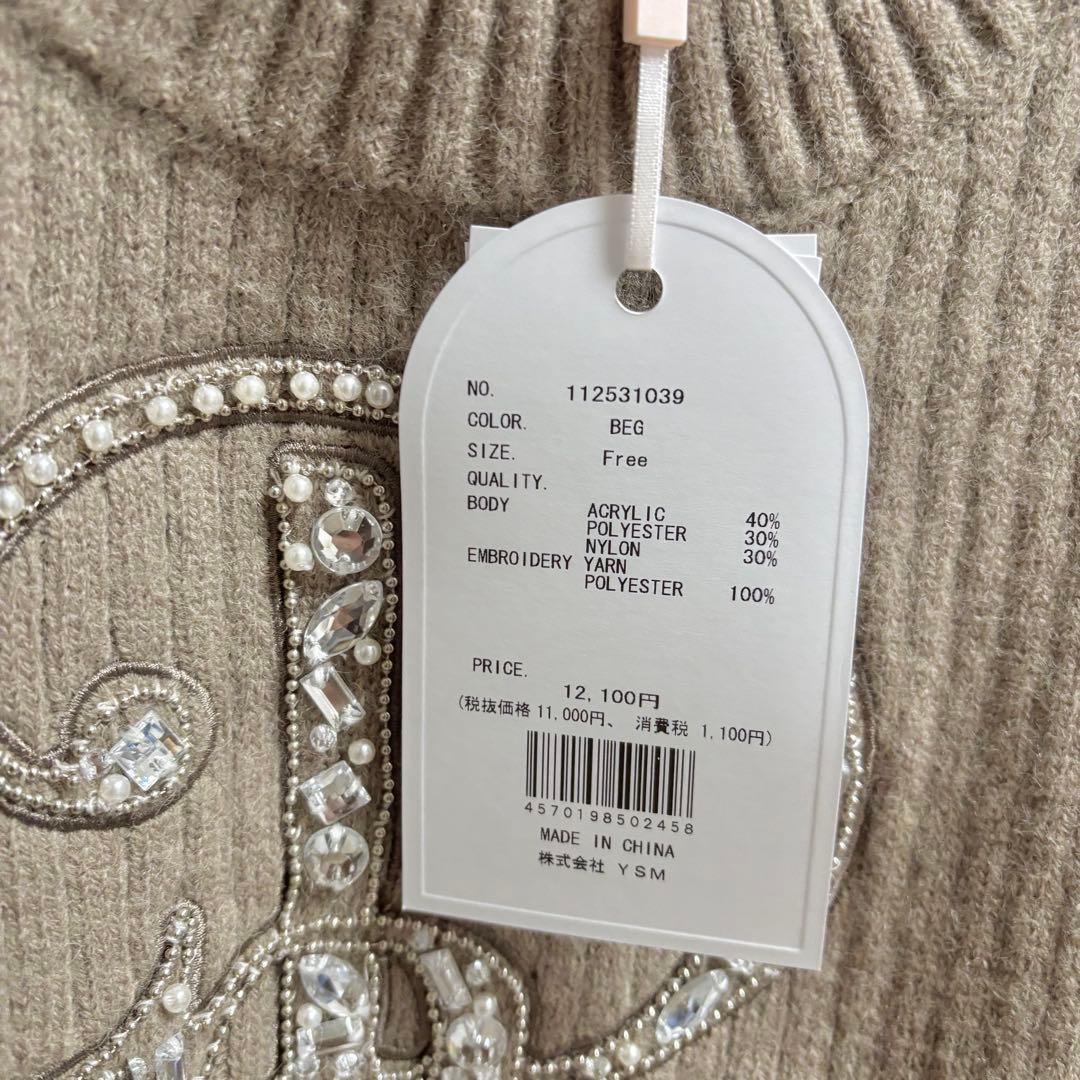 NO. 112531039
COLOR. BEG
SIZE. Free
QUALITY.
BODY ACRYLIC 40%
POLYESTER 30%
NYLON 30%
EMBROIDERY YARN
POLYESTER 100%
PRICE.
12,100円
(税抜価格 11,000円、 消費税 1,100円)
4570198502458
MADE IN CHINA
株式会社 YSM